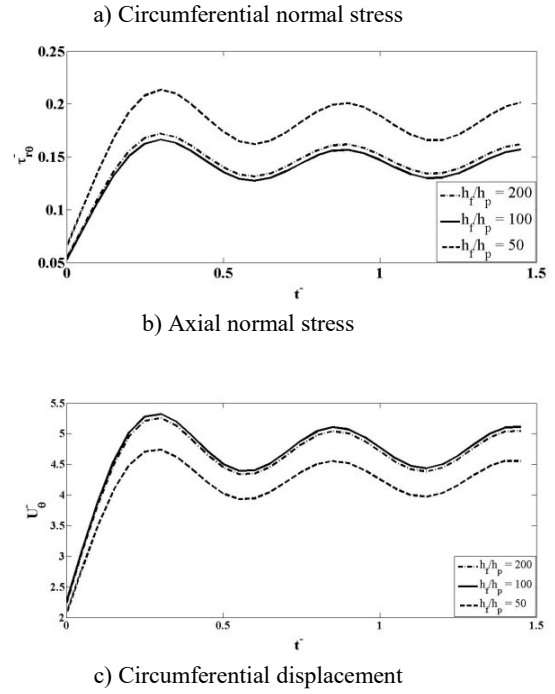 a) Circumferential normal stress
0.25
0.2
0.15
0.1
0.05
τ̄rθ
0 0.5 1 1.5
t̄
hf/hp = 200
hf/hp = 100
hf/hp = 50
b) Axial normal stress
5.5
5
4.5
4
3.5
3
2.5
2
Ūθ
0 0.5 1 1.5
t̄
hf/hp = 200
hf/hp = 100
hf/hp = 50
c) Circumferential displacement